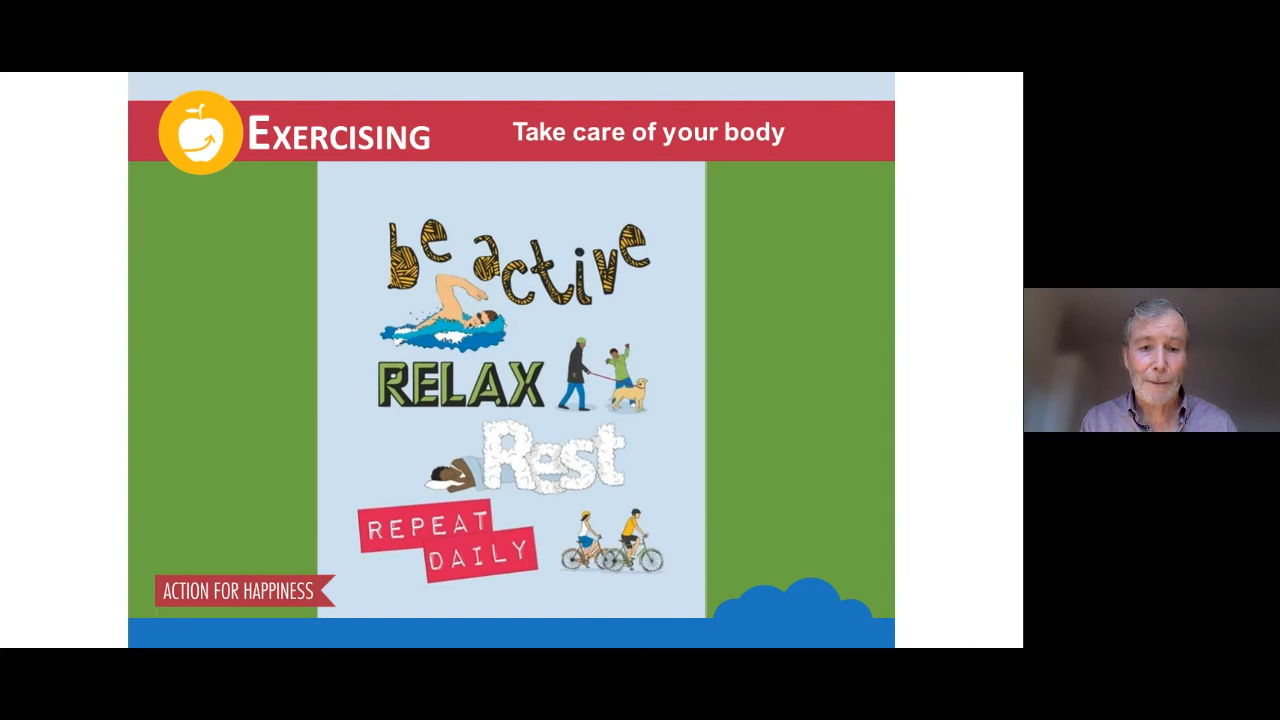 EXERCISING
Take care of your body
be active
RELAX
Rest
REPEAT
DAILY
ACTION FOR HAPPINESS